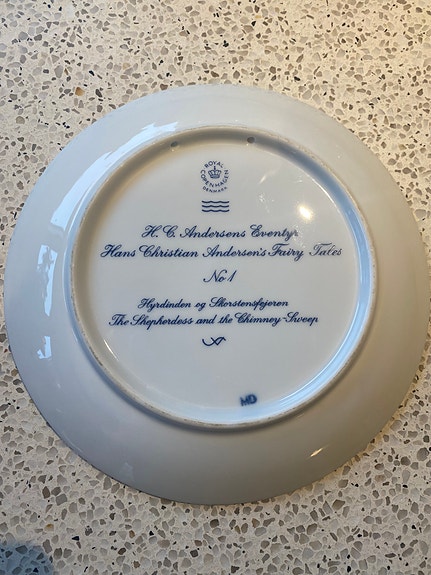 ROYAL
COPENHAGEN
DENMARK
H. C. Andersens Eventyr
Hans Christian Andersen's Fairy Tales
No 1
Hyrdinden og Skorstensfejeren
The Shepherdess and the Chimney-Sweep
MD